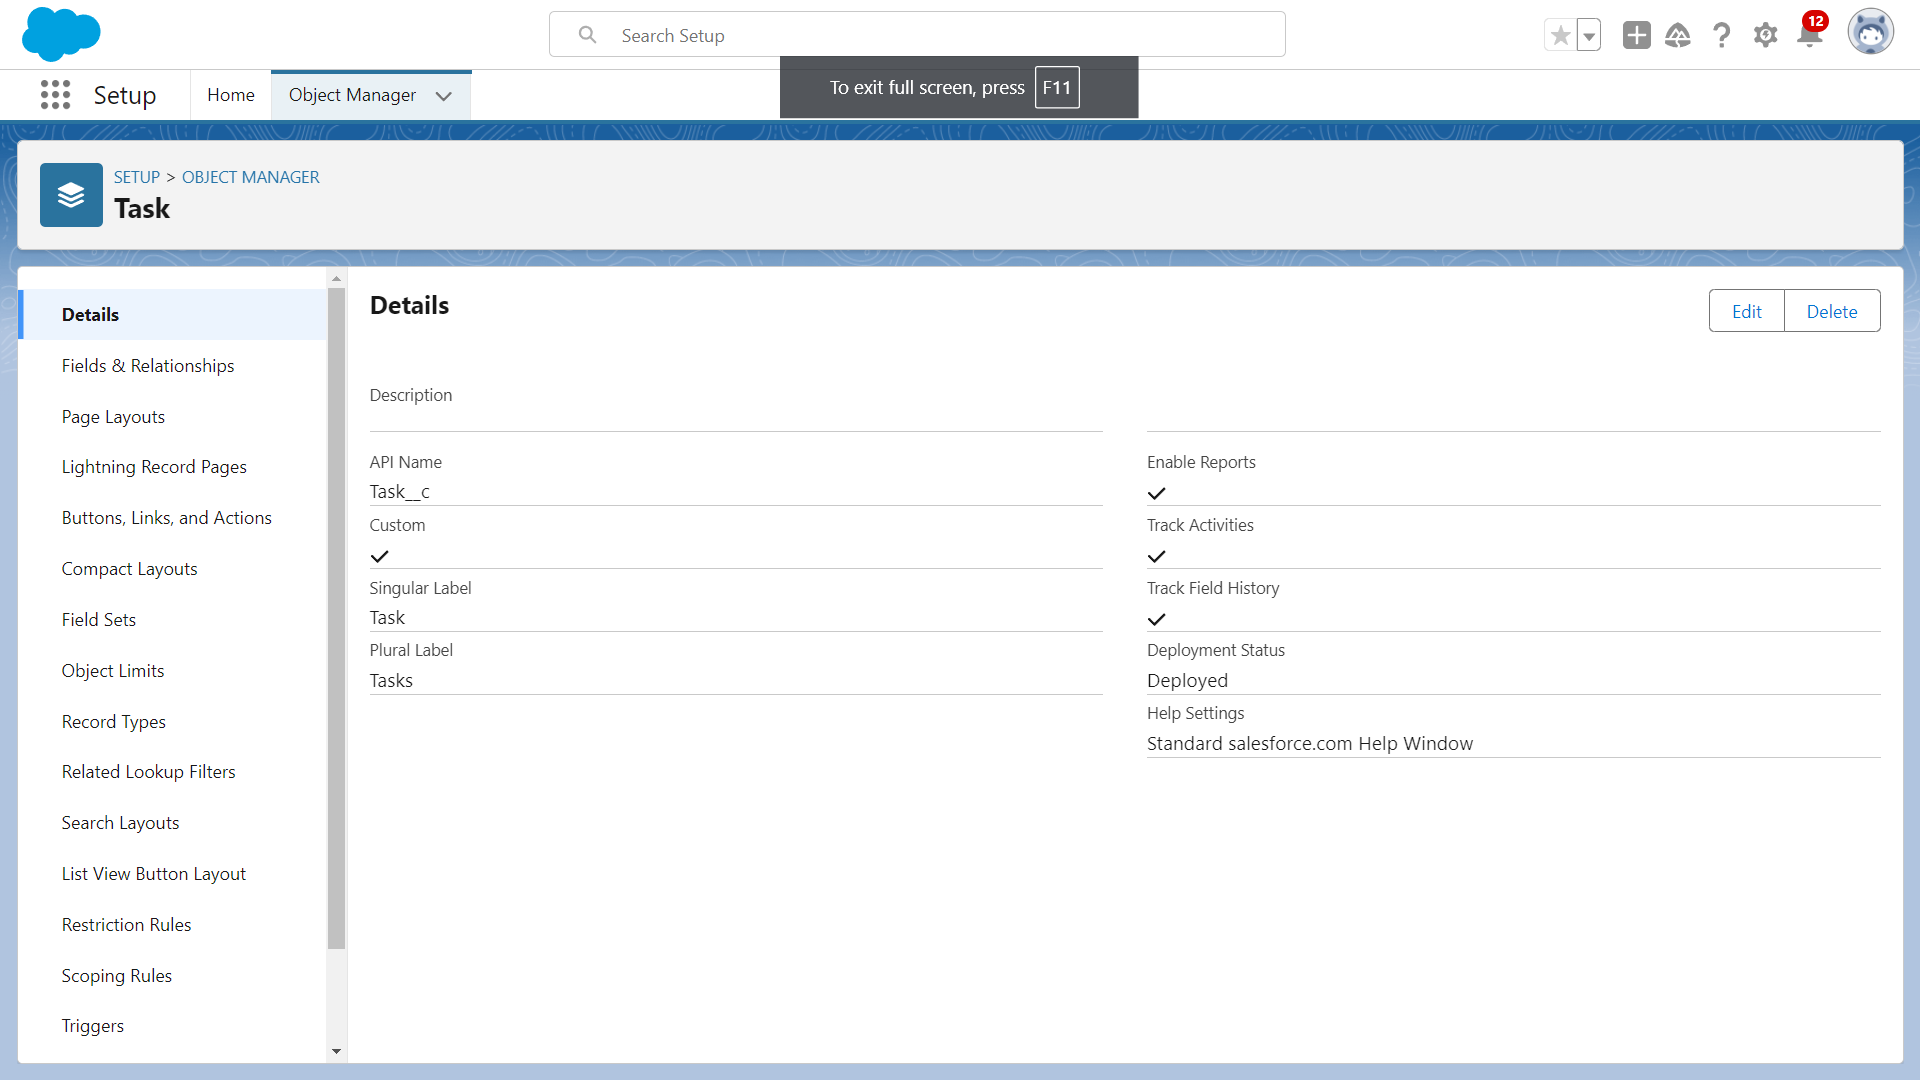 Search Setup
12
Setup
Home
Object Manager
To exit full screen, press F11
SETUP > OBJECT MANAGER
Task
Details
Fields & Relationships
Page Layouts
Lightning Record Pages
Buttons, Links, and Actions
Compact Layouts
Field Sets
Object Limits
Record Types
Related Lookup Filters
Search Layouts
List View Button Layout
Restriction Rules
Scoping Rules
Triggers
Details
Edit
Delete
Description
API Name
Task__c
Custom
Singular Label
Task
Plural Label
Tasks
Enable Reports
Track Activities
Track Field History
Deployment Status
Deployed
Help Settings
Standard salesforce.com Help Window